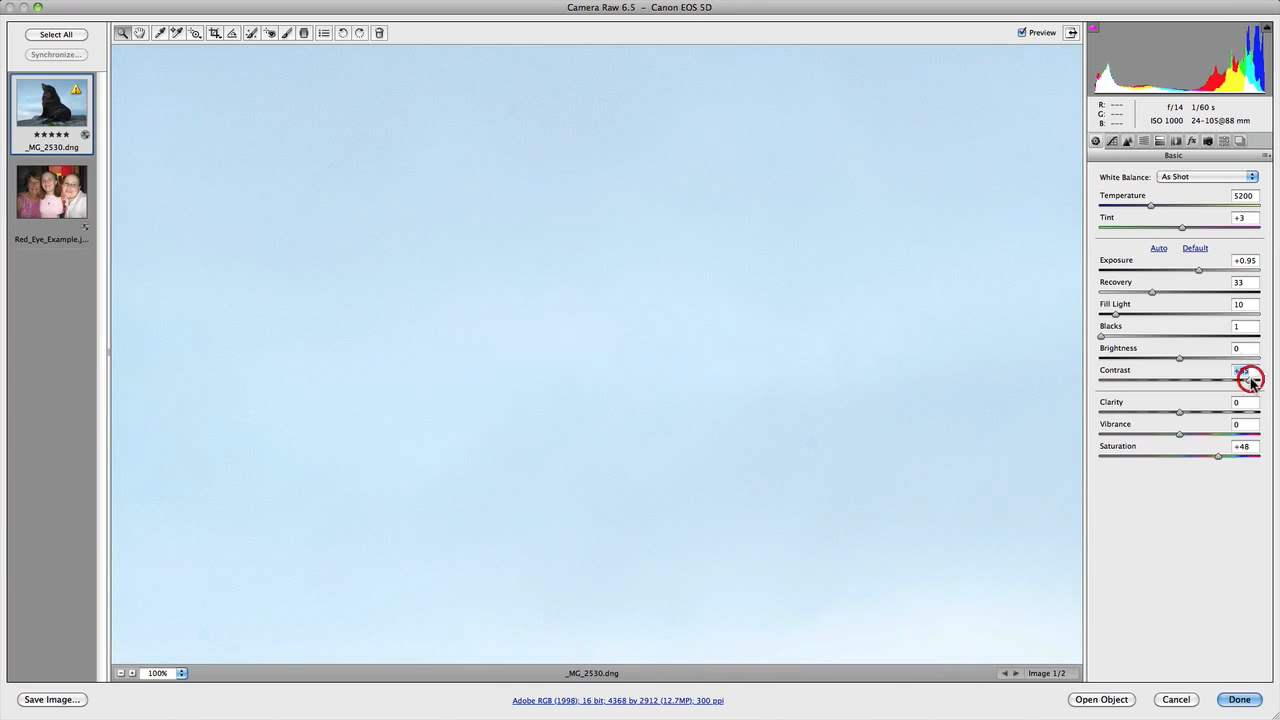 Camera Raw 6.5 – Canon EOS 5D
Select All
Synchronize...
_MG_2530.dng
Red_Eye_Example.j...
Preview
R: ---
G: ---
B: ---
f/14 1/60 s
ISO 1000 24-105@88 mm
Basic
White Balance: As Shot
Temperature 5200
Tint +3
Auto Default
Exposure +0.95
Recovery 33
Fill Light 10
Blacks 1
Brightness 0
Contrast
Clarity 0
Vibrance 0
Saturation +48
100%
_MG_2530.dng
Image 1/2
Save Image...
Adobe RGB (1998); 16 bit; 4368 by 2912 (12.7MP); 300 ppi
Open Object
Cancel
Done